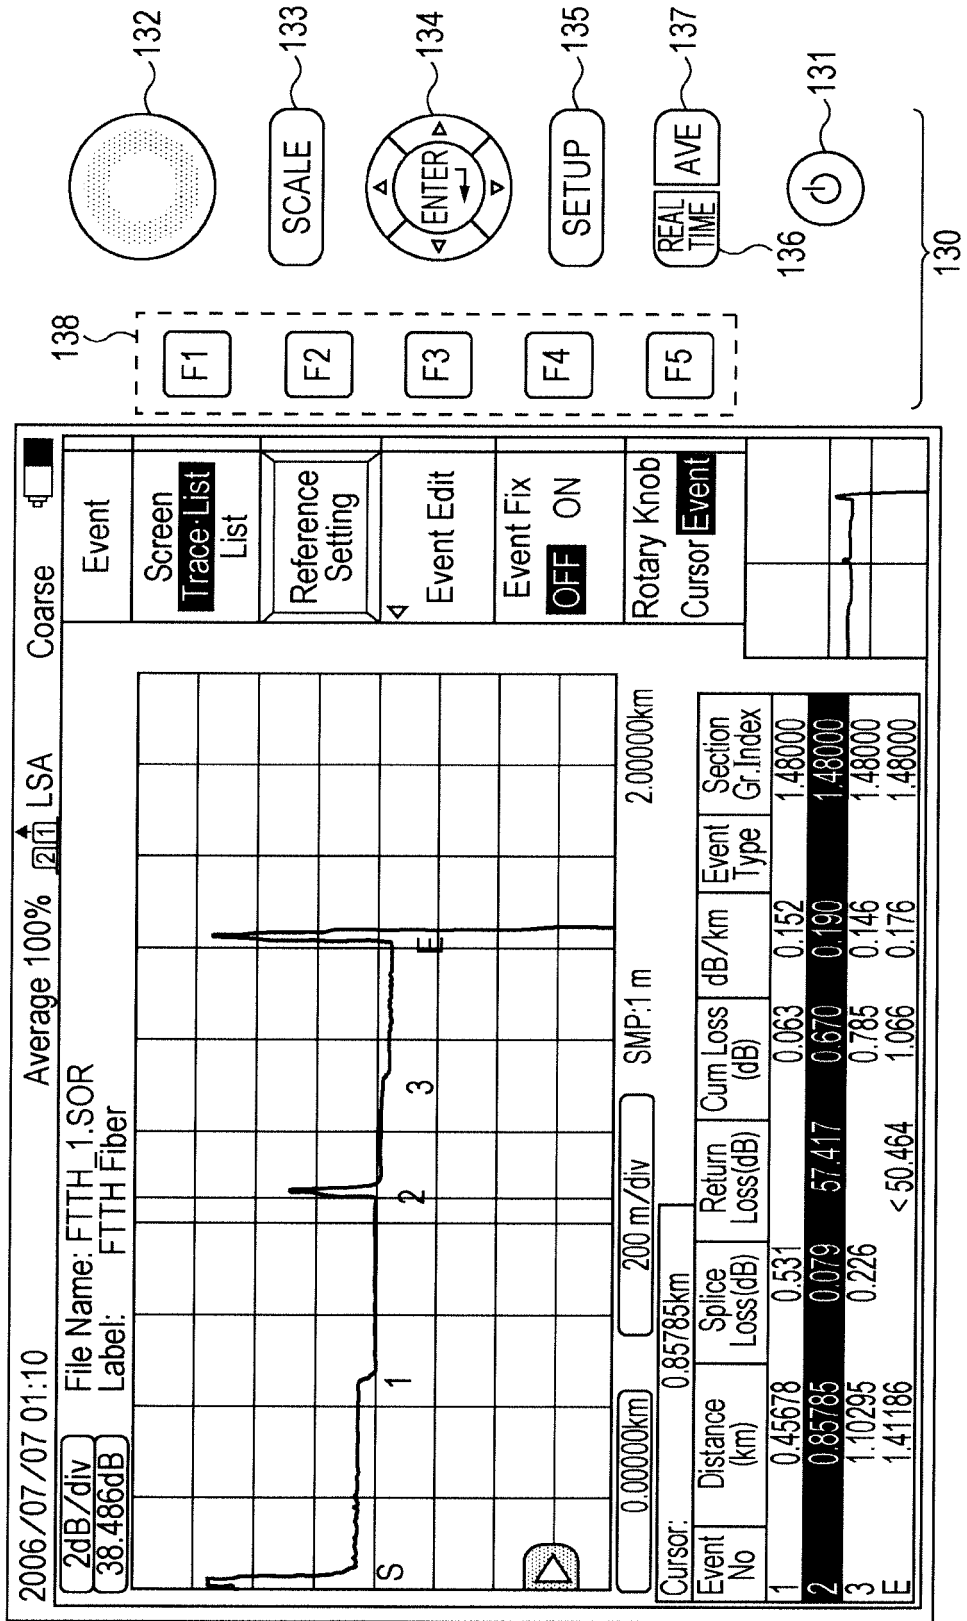 2006/07/07 01:10
Average 100%
2 1 LSA
Coarse
2dB/div
38.486dB
File Name: FTTH_1.SOR
Label: FTTH Fiber
S
1
2
3
E
0.00000km
200 m/div
SMP:1 m
2.00000km
Cursor: 0.85785km
Event No Distance (km) Splice Loss(dB) Return Loss(dB) Cum Loss (dB) dB/km Event Type Section Gr.Index
1 0.45678 0.531 0.063 0.152 1.48000
2 0.85785 0.079 57.417 0.670 0.190 1.48000
3 1.10295 0.226 0.785 0.146 1.48000
E 1.41186 < 50.464 1.066 0.176 1.48000
Event
Screen
Trace·List
List
Reference
Setting
Event Edit
Event Fix
OFF ON
Rotary Knob
Cursor Event
138
F1
F2
F3
F4
F5
132
SCALE
133
ENTER
134
SETUP
135
REAL TIME
AVE
136
137
131
130